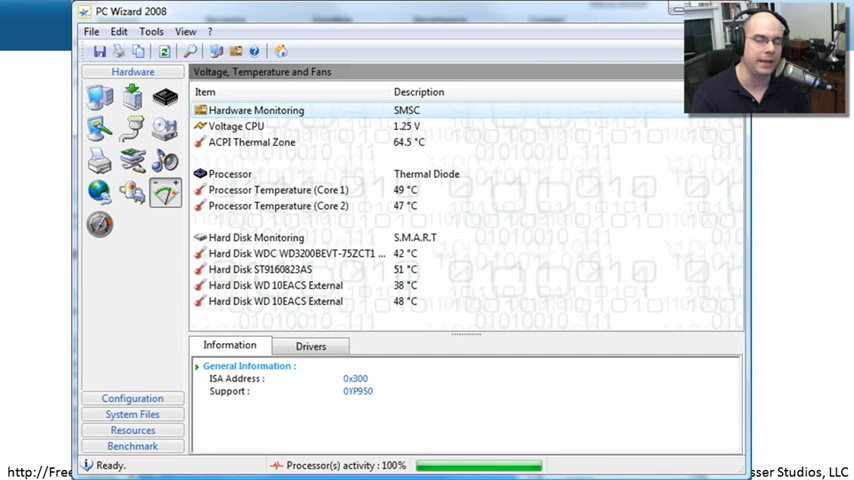 PC Wizard 2008
File Edit Tools View ?
Hardware
Voltage, Temperature and Fans
Item Description
Hardware Monitoring SMSC
Voltage CPU 1.25 V
ACPI Thermal Zone 64.5 °C
Processor Thermal Diode
Processor Temperature (Core 1) 49 °C
Processor Temperature (Core 2) 47 °C
Hard Disk Monitoring S.M.A.R.T
Hard Disk WDC WD3200BEVT-75ZCT1 ... 42 °C
Hard Disk ST9160823AS 51 °C
Hard Disk WD 10EACS External 38 °C
Hard Disk WD 10EACS External 48 °C
Information Drivers
General Information :
ISA Address : 0x300
Support : 0YP950
Configuration
System Files
Resources
Benchmark
Ready. Processor(s) activity : 100%
http://Free sser Studios, LLC